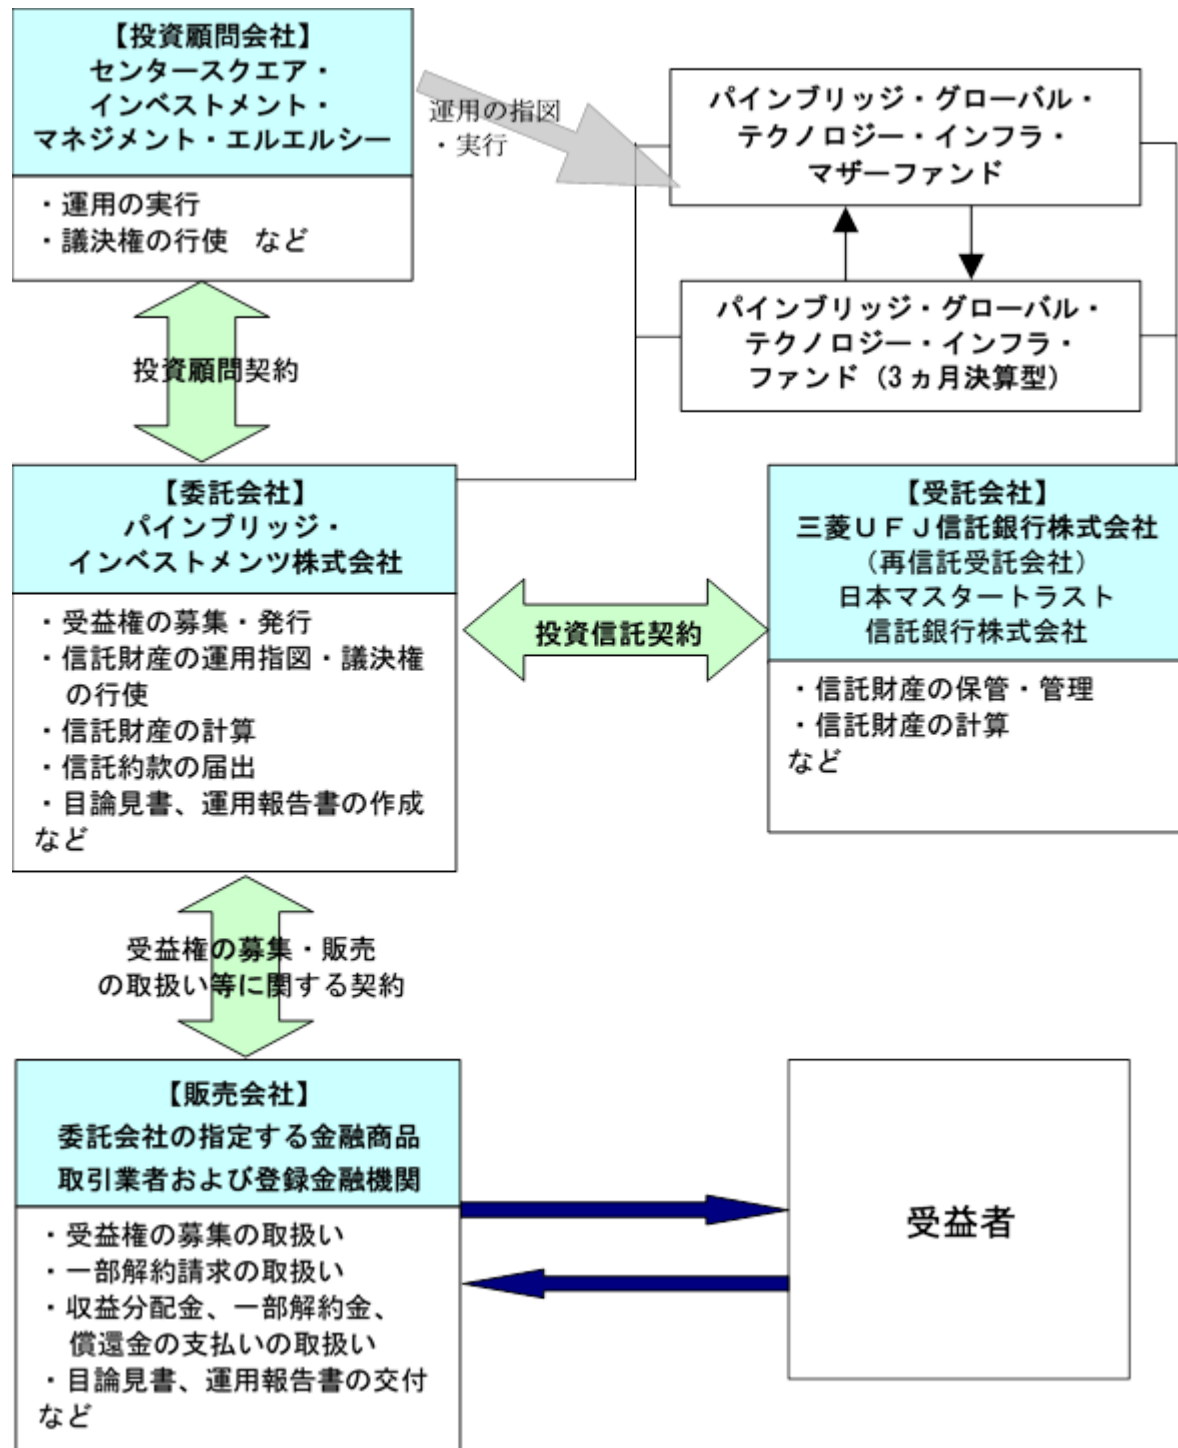 【投資顧問会社】
センタースクエア・
インベストメント・
マネジメント・エルエルシー
・運用の実行
・議決権の行使　など
運用の指図
・実行
パインブリッジ・グローバル・
テクノロジー・インフラ・
マザーファンド
パインブリッジ・グローバル・
テクノロジー・インフラ・
ファンド（3ヵ月決算型）
投資顧問契約
【委託会社】
パインブリッジ・
インベストメンツ株式会社
・受益権の募集・発行
・信託財産の運用指図・議決権
の行使
・信託財産の計算
・信託約款の届出
・目論見書、運用報告書の作成
など
投資信託契約
【受託会社】
三菱ＵＦＪ信託銀行株式会社
（再信託受託会社）
日本マスタートラスト
信託銀行株式会社
・信託財産の保管・管理
・信託財産の計算
など
受益権の募集・販売
の取扱い等に関する契約
【販売会社】
委託会社の指定する金融商品
取引業者および登録金融機関
・受益権の募集の取扱い
・一部解約請求の取扱い
・収益分配金、一部解約金、
償還金の支払いの取扱い
・目論見書、運用報告書の交付
など
受益者